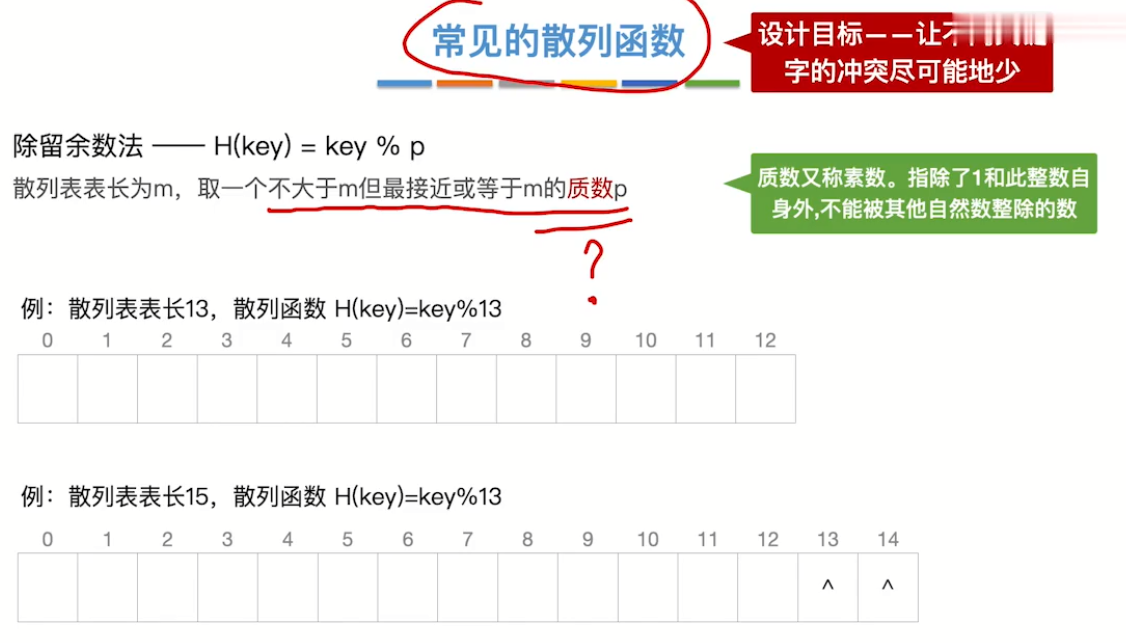 常见的散列函数
设计目标——让不
字的冲突尽可能地少
除留余数法 —— H(key) = key % p
散列表表长为m，取一个不大于m但最接近或等于m的质数p
质数又称素数。指除了1和此整数自
身外,不能被其他自然数整除的数
?
例：散列表表长13，散列函数 H(key)=key%13
0 1 2 3 4 5 6 7 8 9 10 11 12
例：散列表表长15，散列函数 H(key)=key%13
0 1 2 3 4 5 6 7 8 9 10 11 12 13 14
^ ^